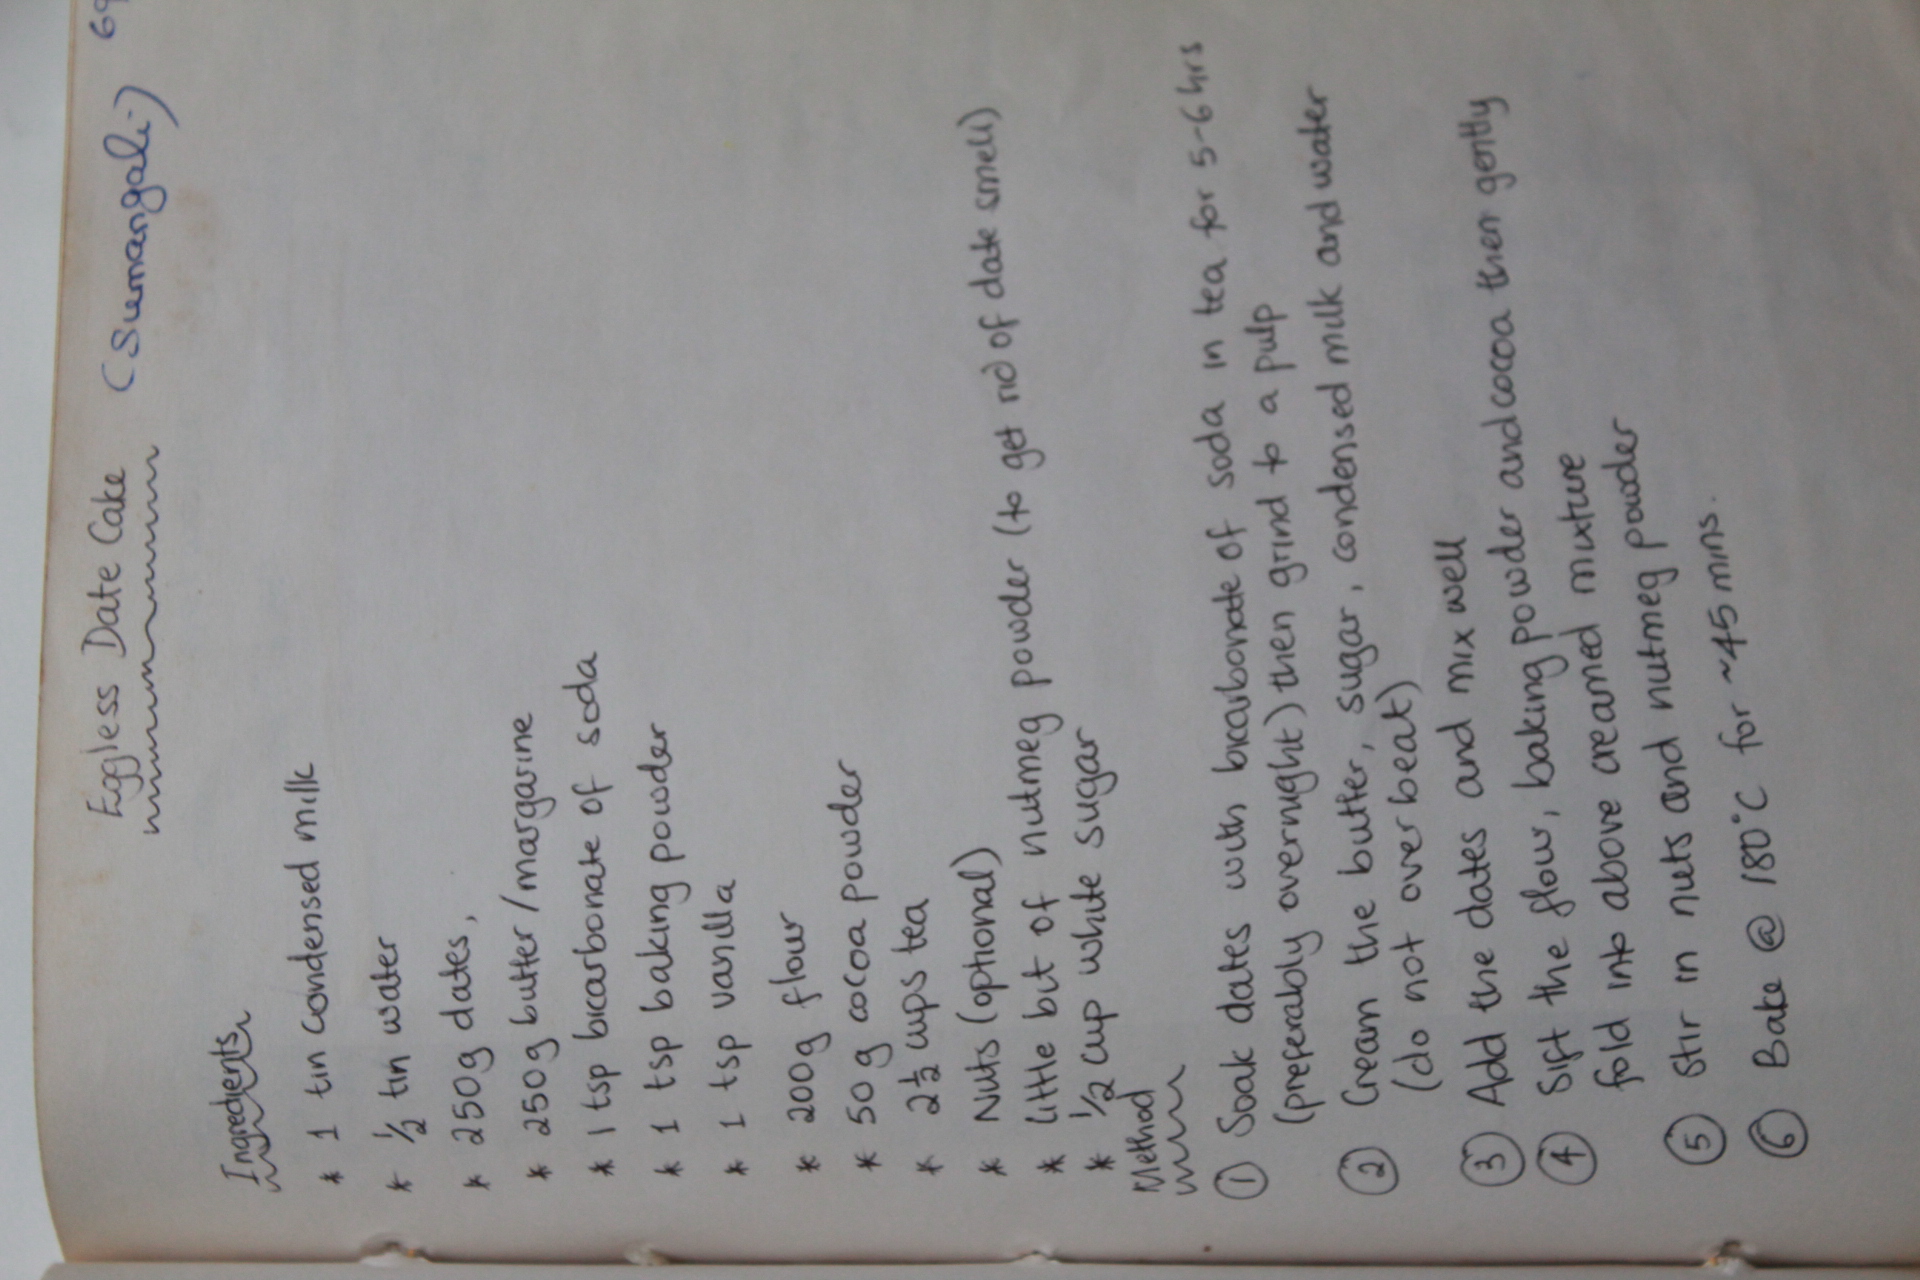 Eggless Date Cake (Sumangali) 69
Ingredients
* 1 tin condensed milk
* 1/2 tin water
* 250g dates,
* 250g butter/margarine
* 1 tsp bicarbonate of soda
* 1 tsp baking powder
* 1 tsp vanilla
* 200g flour
* 50g cocoa powder
* 2½ cups tea
* Nuts (optional)
* little bit of nutmeg powder (to get rid of date smell)
* 1/2 cup white sugar
Method
① Soak dates with bicarbonate of soda in tea for 5-6 hrs
(preferably overnight) then grind to a pulp
② Cream the butter, sugar, condensed milk and water
(do not over beat)
③ Add the dates and mix well
④ Sift the flour, baking powder and cocoa then gently
fold into above creamed mixture
⑤ Stir in nuts and nutmeg powder
⑥ Bake @ 180°C for ~45 mins.